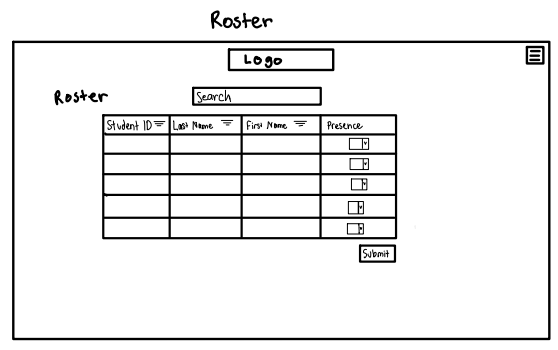 Roster
Logo
Roster
Search
Student ID Last Name First Name Presence
Submit